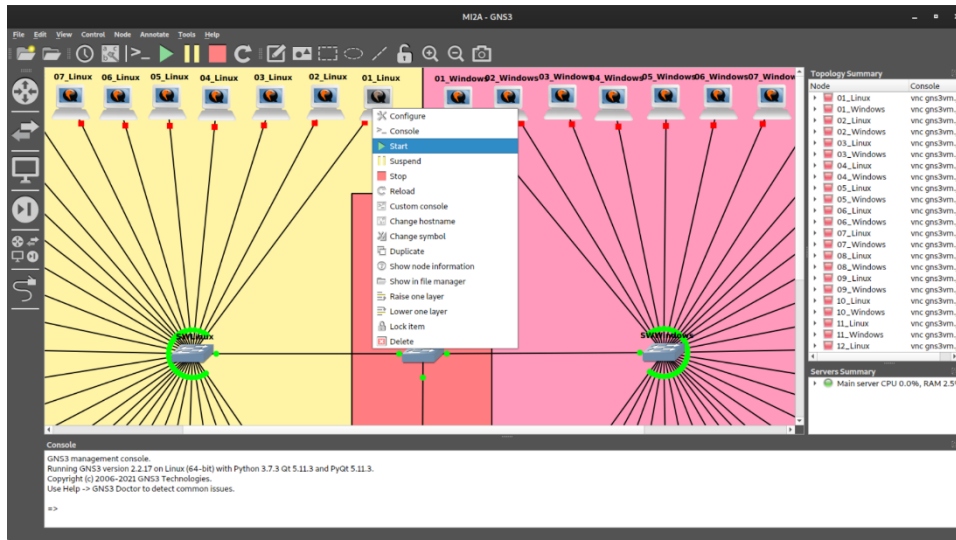 MI2A - GNS3
File Edit View Control Node Annotate Tools Help
07_Linux 06_Linux 05_Linux 04_Linux 03_Linux 02_Linux 01_Linux 01_Windows 02_Windows 03_Windows 04_Windows 05_Windows 06_Windows 07_Window
Configure
Console
Start
Suspend
Stop
Reload
Custom console
Change hostname
Change symbol
Duplicate
Show node information
Show in file manager
Raise one layer
Lower one layer
Lock item
Delete
SWLinux
SWWindows
Topology Summary
Node Console
01_Linux vnc gns3vm.
01_Windows vnc gns3vm.
02_Linux vnc gns3vm.
02_Windows vnc gns3vm.
03_Linux vnc gns3vm.
03_Windows vnc gns3vm.
04_Linux vnc gns3vm.
04_Windows vnc gns3vm.
05_Linux vnc gns3vm.
05_Windows vnc gns3vm.
06_Linux vnc gns3vm.
06_Windows vnc gns3vm.
07_Linux vnc gns3vm.
07_Windows vnc gns3vm.
08_Linux vnc gns3vm.
08_Windows vnc gns3vm.
09_Linux vnc gns3vm.
09_Windows vnc gns3vm.
10_Linux vnc gns3vm.
10_Windows vnc gns3vm.
11_Linux vnc gns3vm.
11_Windows vnc gns3vm.
12_Linux vnc gns3vm.
Servers Summary
Main server CPU 0.0%, RAM 2.5%
Console
GNS3 management console.
Running GNS3 version 2.2.17 on Linux (64-bit) with Python 3.7.3 Qt 5.11.3 and PyQt 5.11.3.
Copyright (c) 2006-2021 GNS3 Technologies.
Use Help -> GNS3 Doctor to detect common issues.
=>